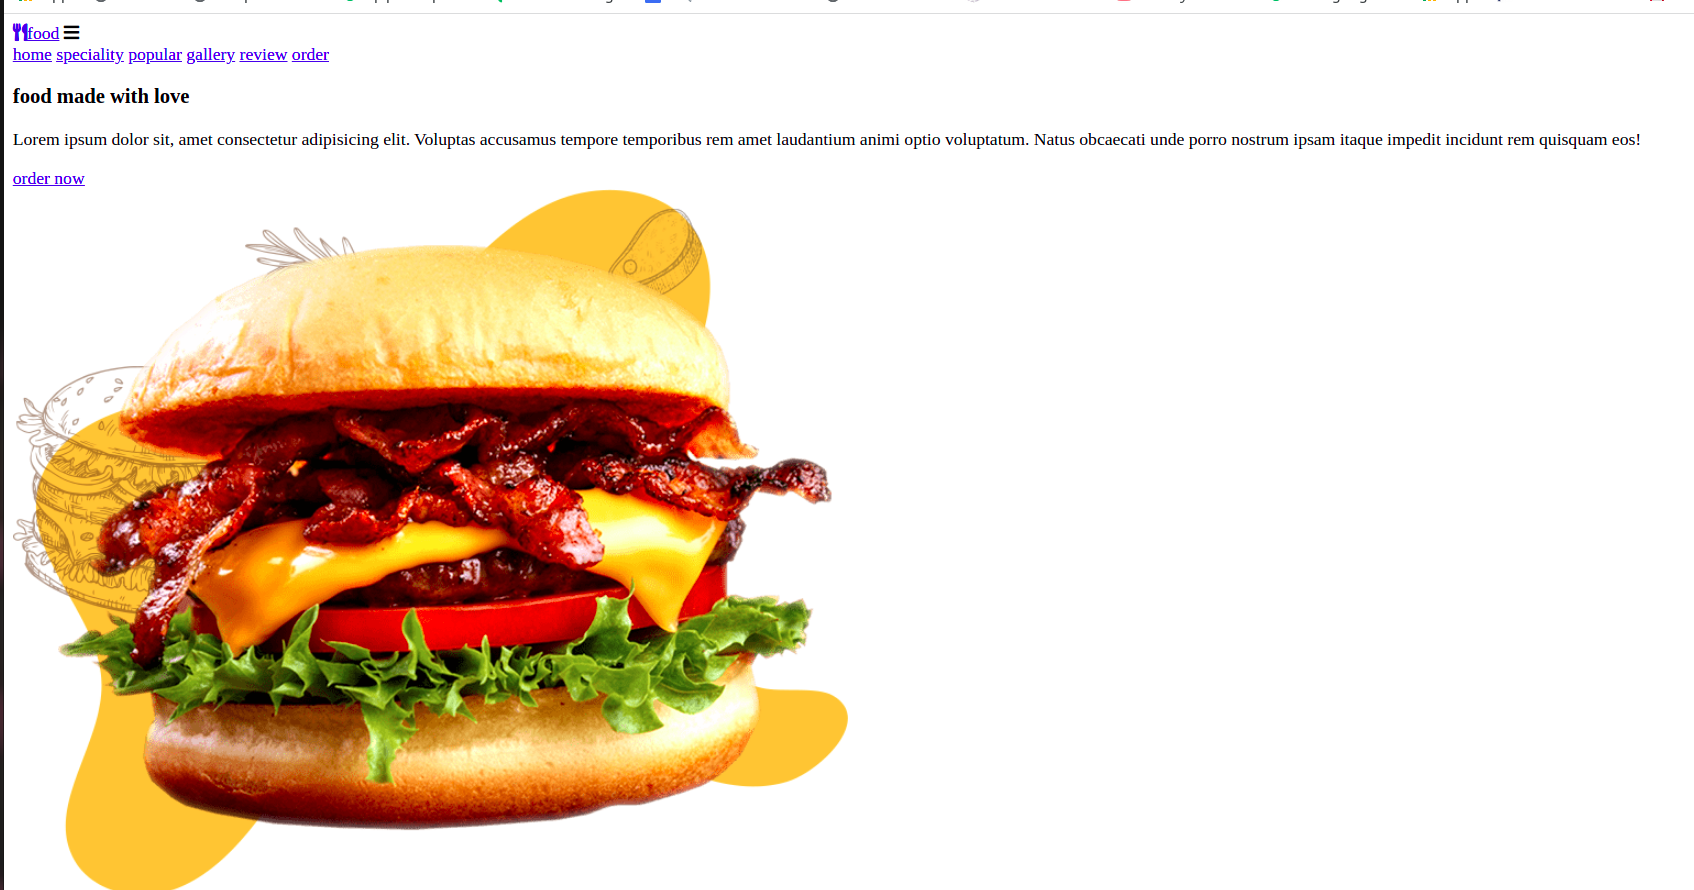 food
home speciality popular gallery review order
food made with love
Lorem ipsum dolor sit, amet consectetur adipisicing elit. Voluptas accusamus tempore temporibus rem amet laudantium animi optio voluptatum. Natus obcaecati unde porro nostrum ipsam itaque impedit incidunt rem quisquam eos!
order now